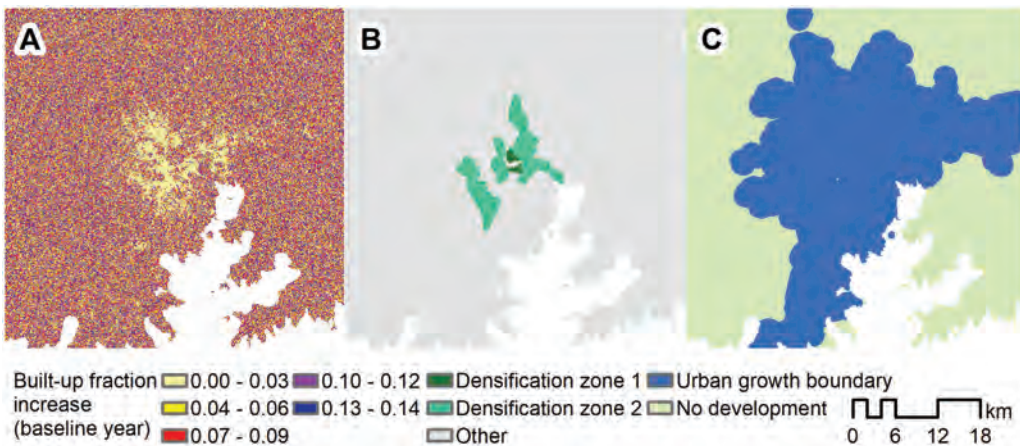 A B C
Built-up fraction 0.00 - 0.03 0.10 - 0.12 Densification zone 1 Urban growth boundary
increase 0.04 - 0.06 0.13 - 0.14 Densification zone 2 No development km
(baseline year) 0.07 - 0.09 Other 0 6 12 18